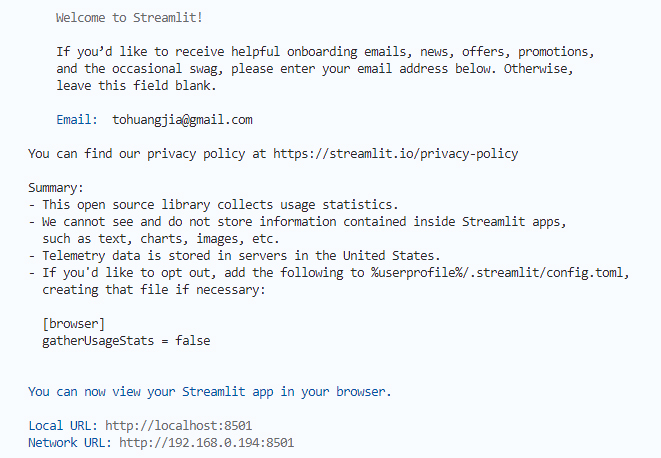 Welcome to Streamlit!
If you’d like to receive helpful onboarding emails, news, offers, promotions,
and the occasional swag, please enter your email address below. Otherwise,
leave this field blank.
Email: tohuangjia@gmail.com
You can find our privacy policy at https://streamlit.io/privacy-policy
Summary:
- This open source library collects usage statistics.
- We cannot see and do not store information contained inside Streamlit apps,
such as text, charts, images, etc.
- Telemetry data is stored in servers in the United States.
- If you'd like to opt out, add the following to %userprofile%/.streamlit/config.toml,
creating that file if necessary:
[browser]
gatherUsageStats = false
You can now view your Streamlit app in your browser.
Local URL: http://localhost:8501
Network URL: http://192.168.0.194:8501